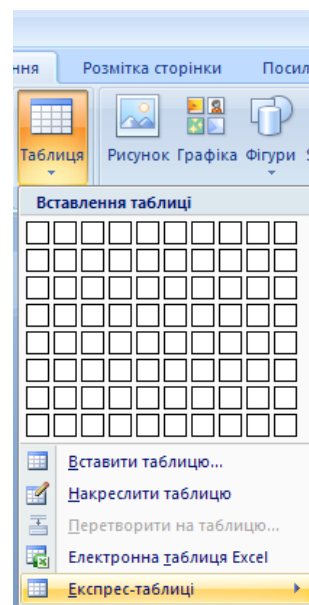 ння Розмітка сторінки Посил
Таблиця Рисунок Графіка Фігури
Вставлення таблиці
Вставити таблицю...
Накреслити таблицю
Перетворити на таблицю...
Електронна таблиця Excel
Експрес-таблиці